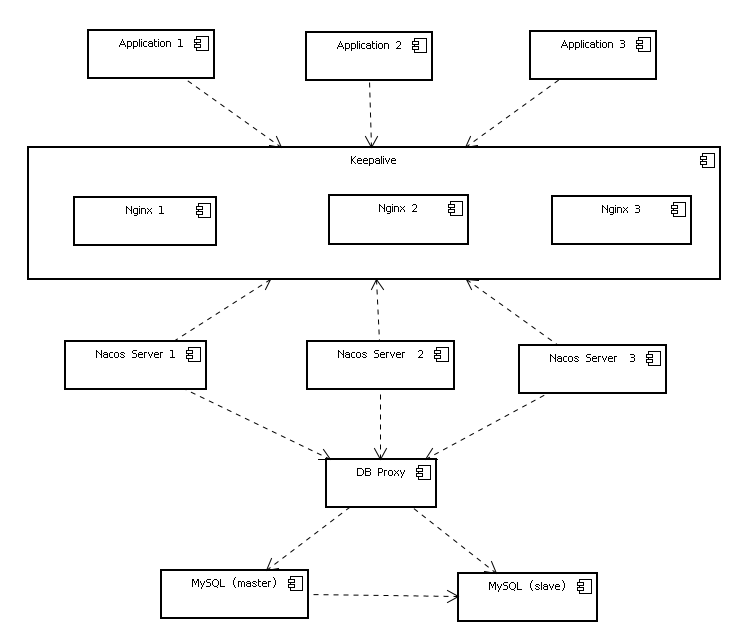 Application 1
Application 2
Application 3
Keepalive
Nginx 1
Nginx 2
Nginx 3
Nacos Server 1
Nacos Server 2
Nacos Server 3
DB Proxy
MySQL (master)
MySQL (slave)